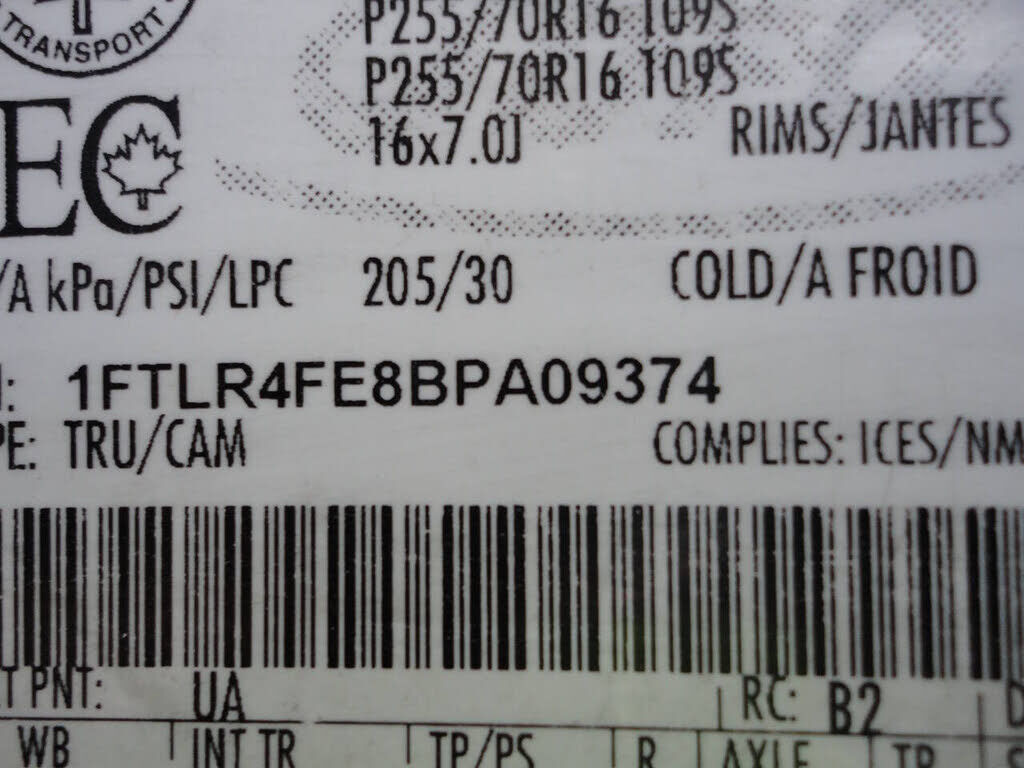 TRANSPORT
P255/70R16 109S
P255/70R16 109S
16x7.0J RIMS/JANTES
EC
/A kPa/PSI/LPC 205/30 COLD/A FROID
: 1FTLR4FE8BPA09374
PE: TRU/CAM COMPLIES: ICES/NM
T PNT: UA RC: B2 D
WB INT TR TP/PS R AXLE TR S